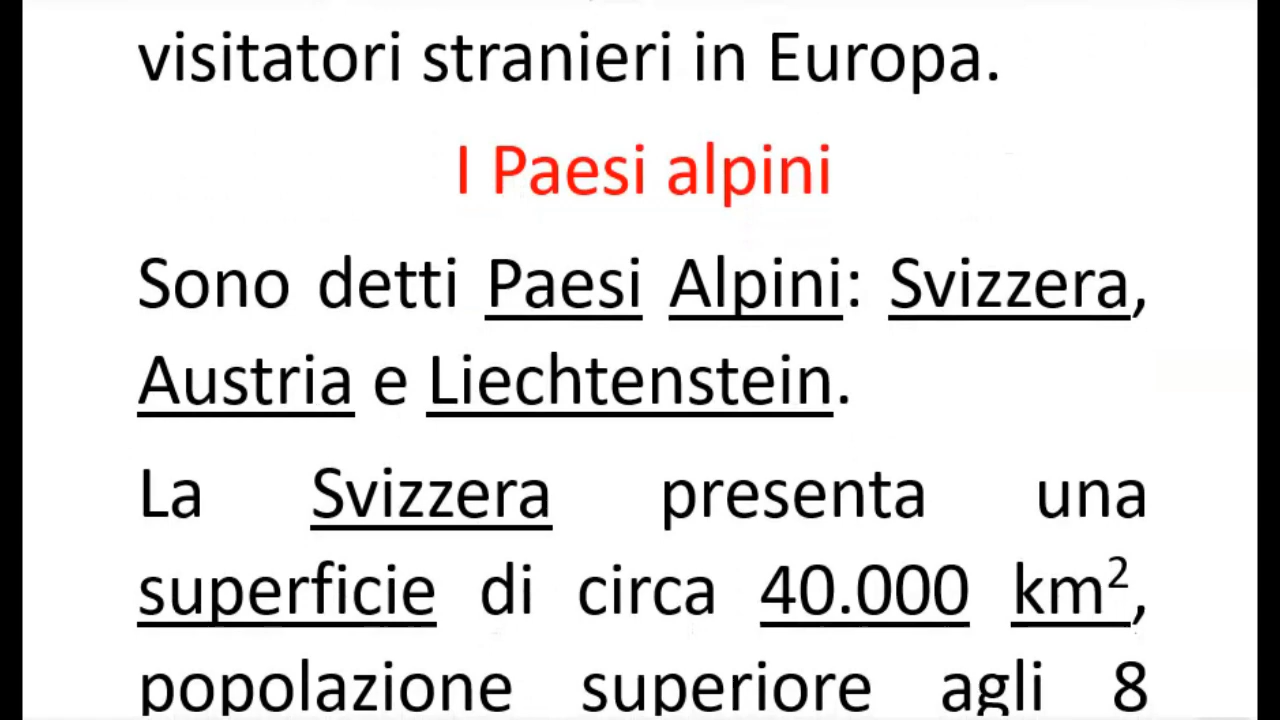 visitatori stranieri in Europa.
I Paesi alpini
Sono detti Paesi Alpini: Svizzera,
Austria e Liechtenstein.
La Svizzera presenta una
superficie di circa 40.000 km²,
popolazione superiore agli 8